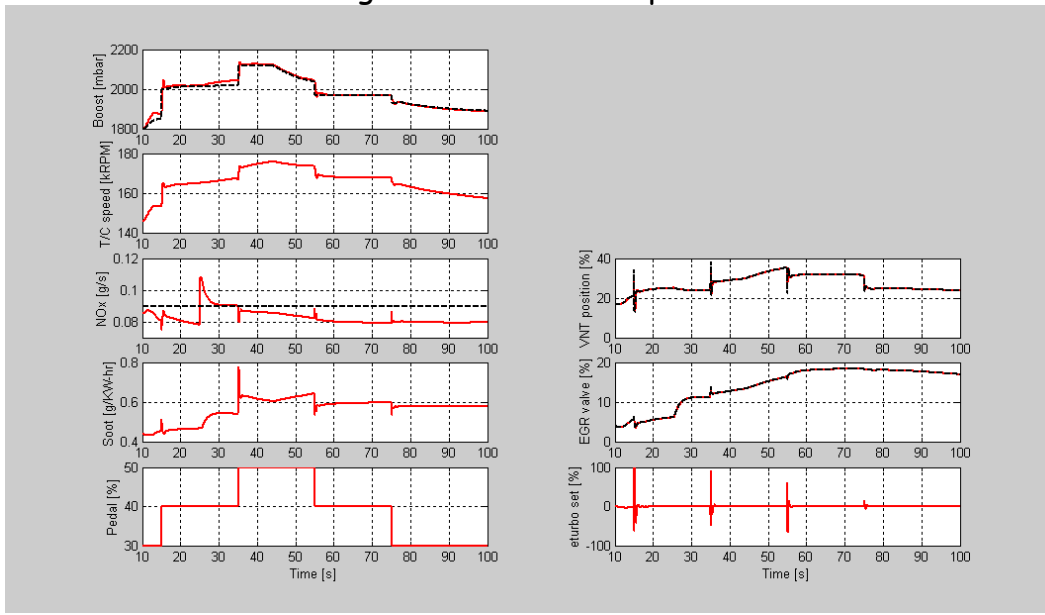 Boost [mbar]
2200
2000
1800
10 20 30 40 50 60 70 80 90 100
T/C speed [kRPM]
180
160
140
10 20 30 40 50 60 70 80 90 100
NOx [g/s]
0.12
0.1
0.08
10 20 30 40 50 60 70 80 90 100
Soot [g/KW-hr]
0.8
0.6
0.4
10 20 30 40 50 60 70 80 90 100
Pedal [%]
50
40
30
10 20 30 40 50 60 70 80 90 100
Time [s]
VNT position [%]
40
20
0
10 20 30 40 50 60 70 80 90 100
EGR valve [%]
20
10
0
10 20 30 40 50 60 70 80 90 100
eturbo set [%]
100
0
-100
10 20 30 40 50 60 70 80 90 100
Time [s]